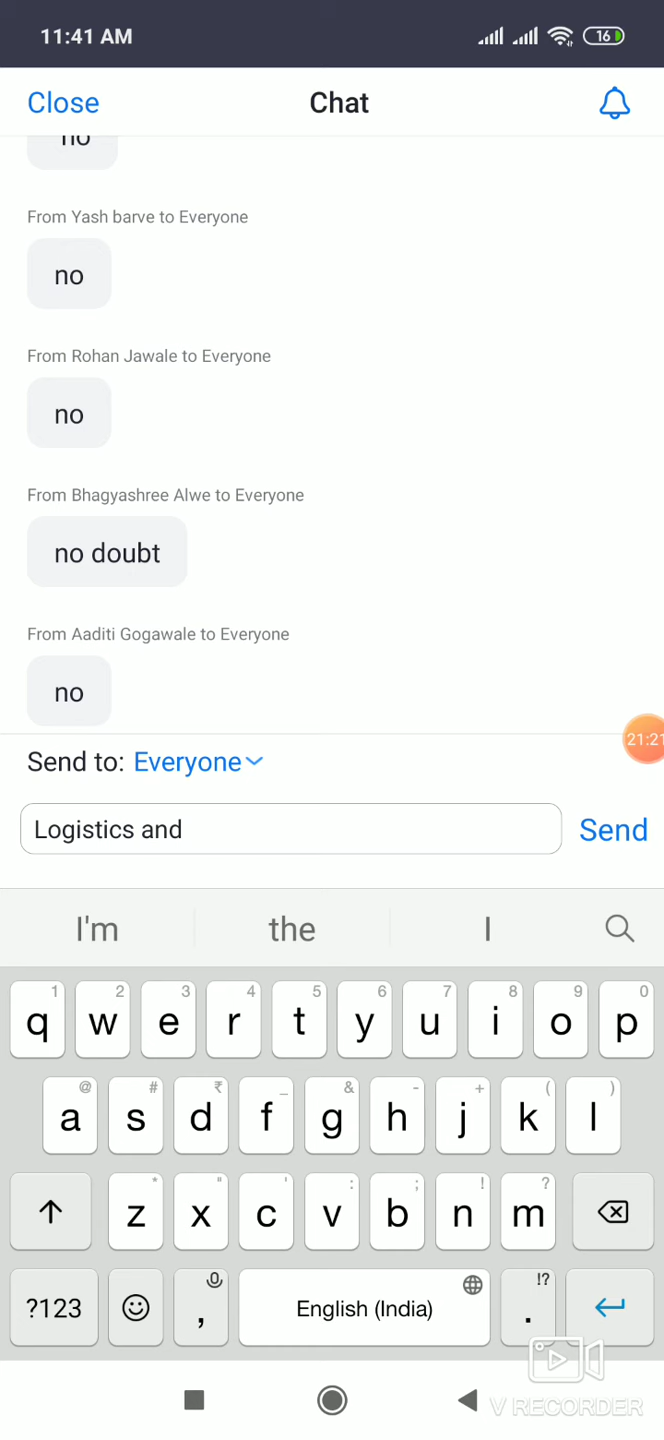 11:41 AM
16
Close Chat
no
From Yash barve to Everyone
no
From Rohan Jawale to Everyone
no
From Bhagyashree Alwe to Everyone
no doubt
From Aaditi Gogawale to Everyone
no
21:21
Send to: Everyone
Logistics and Send
I'm the I
1 2 3 4 5 6 7 8 9 0
q w e r t y u i o p
@ # ₹ _ & - + ( )
a s d f g h j k l
* " ' : ; ! ?
z x c v b n m
!?
?123 , English (India) .
V RECORDER